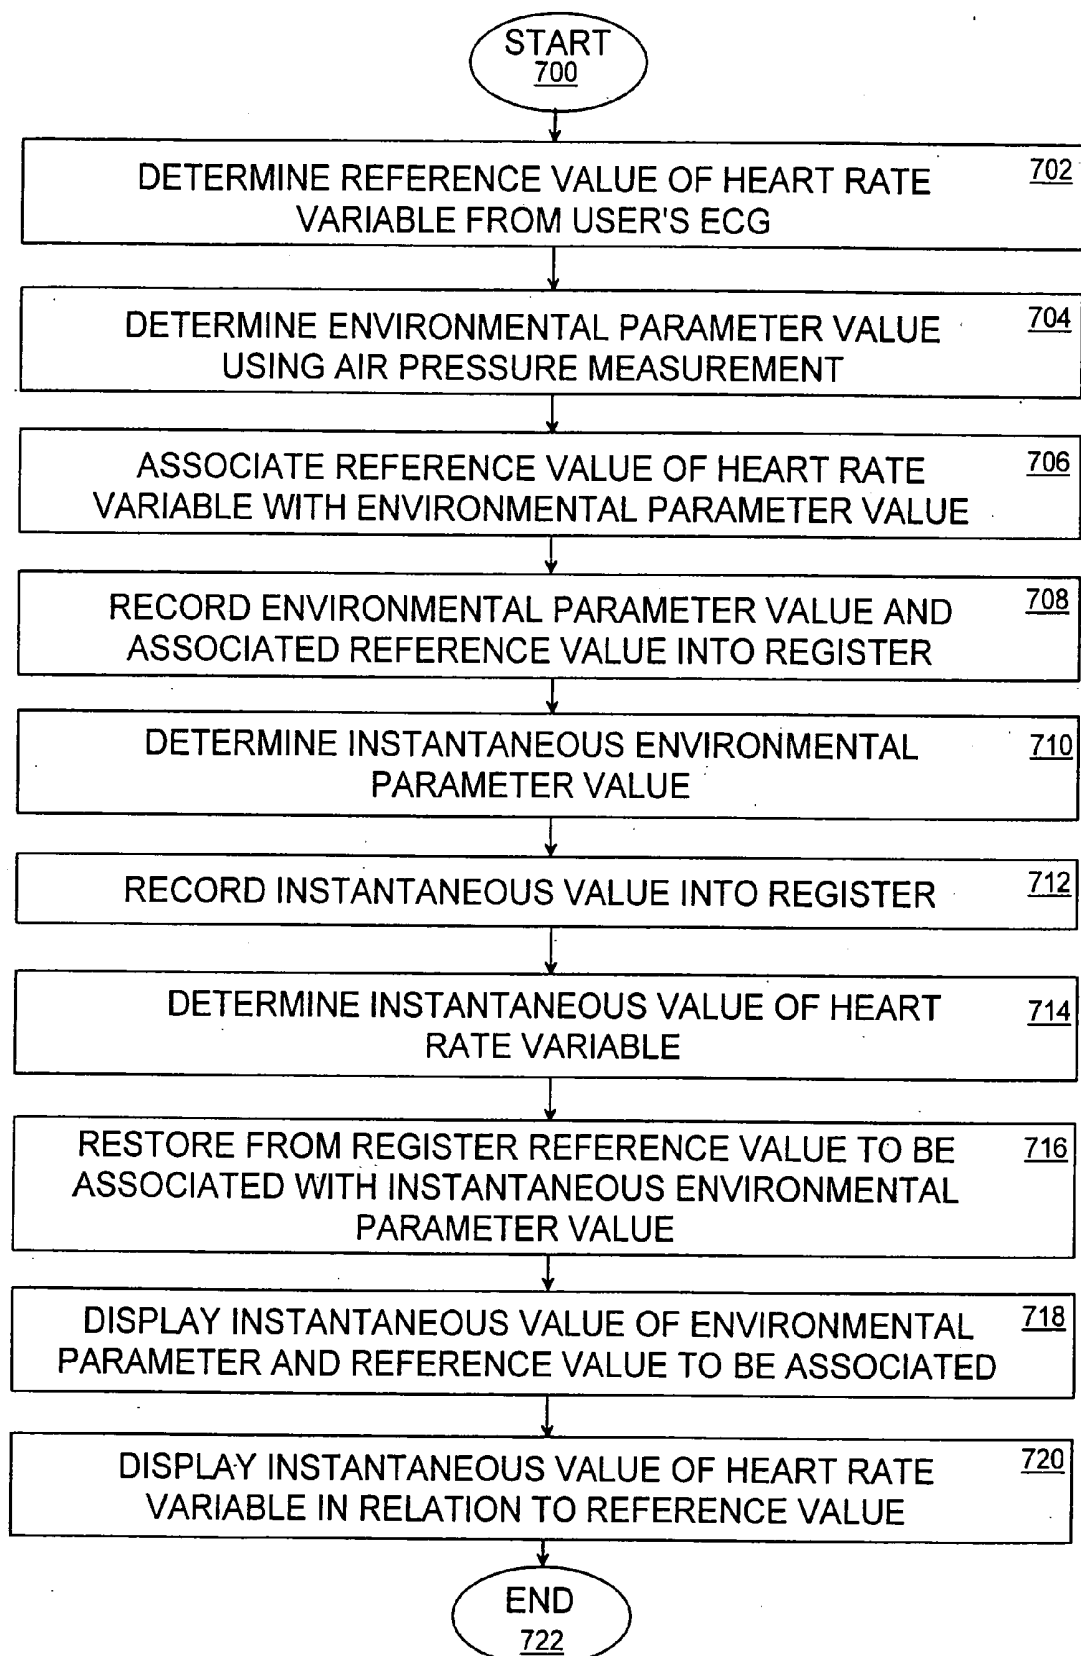 START
700
702
DETERMINE REFERENCE VALUE OF HEART RATE
VARIABLE FROM USER'S ECG
704
DETERMINE ENVIRONMENTAL PARAMETER VALUE
USING AIR PRESSURE MEASUREMENT
706
ASSOCIATE REFERENCE VALUE OF HEART RATE
VARIABLE WITH ENVIRONMENTAL PARAMETER VALUE
708
RECORD ENVIRONMENTAL PARAMETER VALUE AND
ASSOCIATED REFERENCE VALUE INTO REGISTER
710
DETERMINE INSTANTANEOUS ENVIRONMENTAL
PARAMETER VALUE
712
RECORD INSTANTANEOUS VALUE INTO REGISTER
714
DETERMINE INSTANTANEOUS VALUE OF HEART
RATE VARIABLE
716
RESTORE FROM REGISTER REFERENCE VALUE TO BE
ASSOCIATED WITH INSTANTANEOUS ENVIRONMENTAL
PARAMETER VALUE
718
DISPLAY INSTANTANEOUS VALUE OF ENVIRONMENTAL
PARAMETER AND REFERENCE VALUE TO BE ASSOCIATED
720
DISPLAY INSTANTANEOUS VALUE OF HEART RATE
VARIABLE IN RELATION TO REFERENCE VALUE
END
722